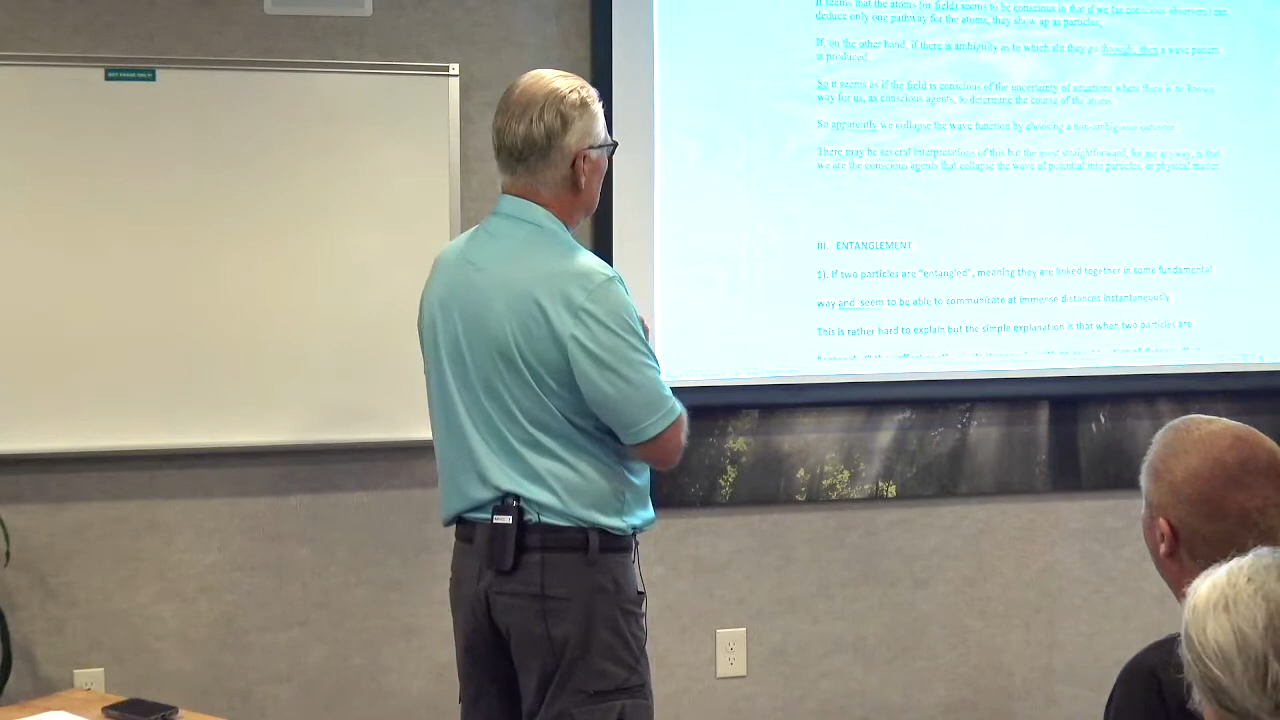 DRY ERASE ONLY!
It seems that the atoms (or field) seems to be conscious in that if we (as conscious observers) can
deduce only one pathway for the atoms, they show up as particles,
If, on the other hand, if there is ambiguity as to which slit they go through, then a wave pattern
is produced.
So it seems as if the field is conscious of the uncertainty of situations where there is no known
way for us, as conscious agents, to determine the course of the atoms.
So apparently we collapse the wave function by choosing a non-ambiguous outcome
There may be several interpretations of this but the most straightforward, for me anyway, is that
we are the conscious agents that collapse the wave of potential into particles, or physical matter.
III. ENTANGLEMENT
1). If two particles are "entangled", meaning they are linked together in some fundamental
way and seem to be able to communicate at immense distances instantaneously
This is rather hard to explain but the simple explanation is that when two particles are